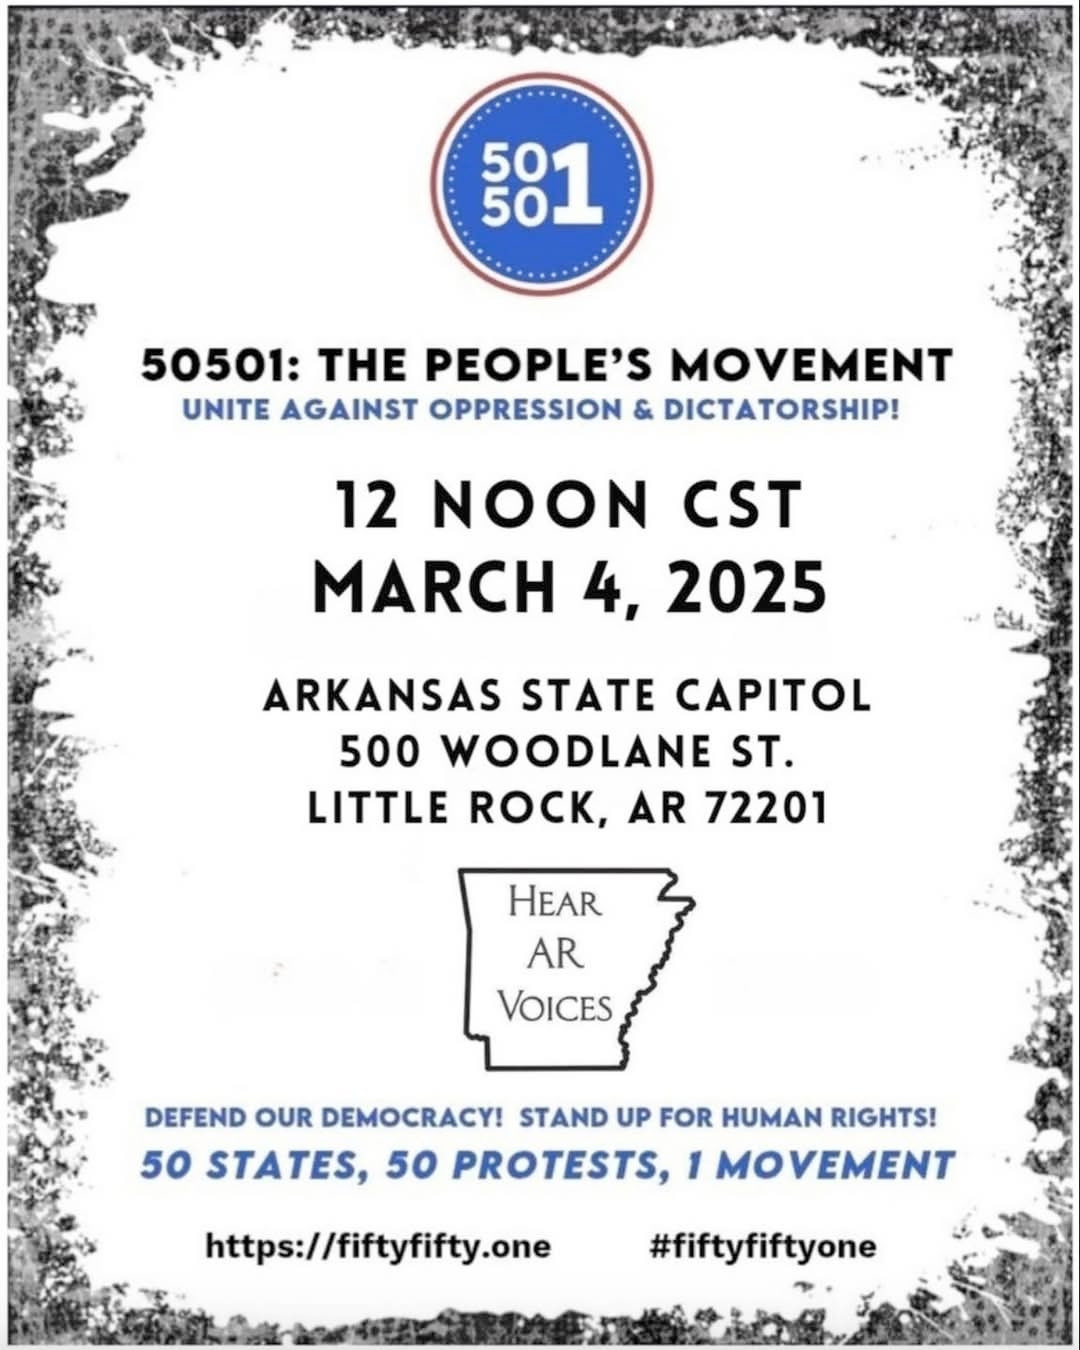 50
50
1
50501: THE PEOPLE'S MOVEMENT
UNITE AGAINST OPPRESSION & DICTATORSHIP!
12 NOON CST
MARCH 4, 2025
ARKANSAS STATE CAPITOL
500 WOODLANE ST.
LITTLE ROCK, AR 72201
HEAR
AR
VOICES
DEFEND OUR DEMOCRACY! STAND UP FOR HUMAN RIGHTS!
50 STATES, 50 PROTESTS, 1 MOVEMENT
https://fiftyfifty.one #fiftyfiftyone